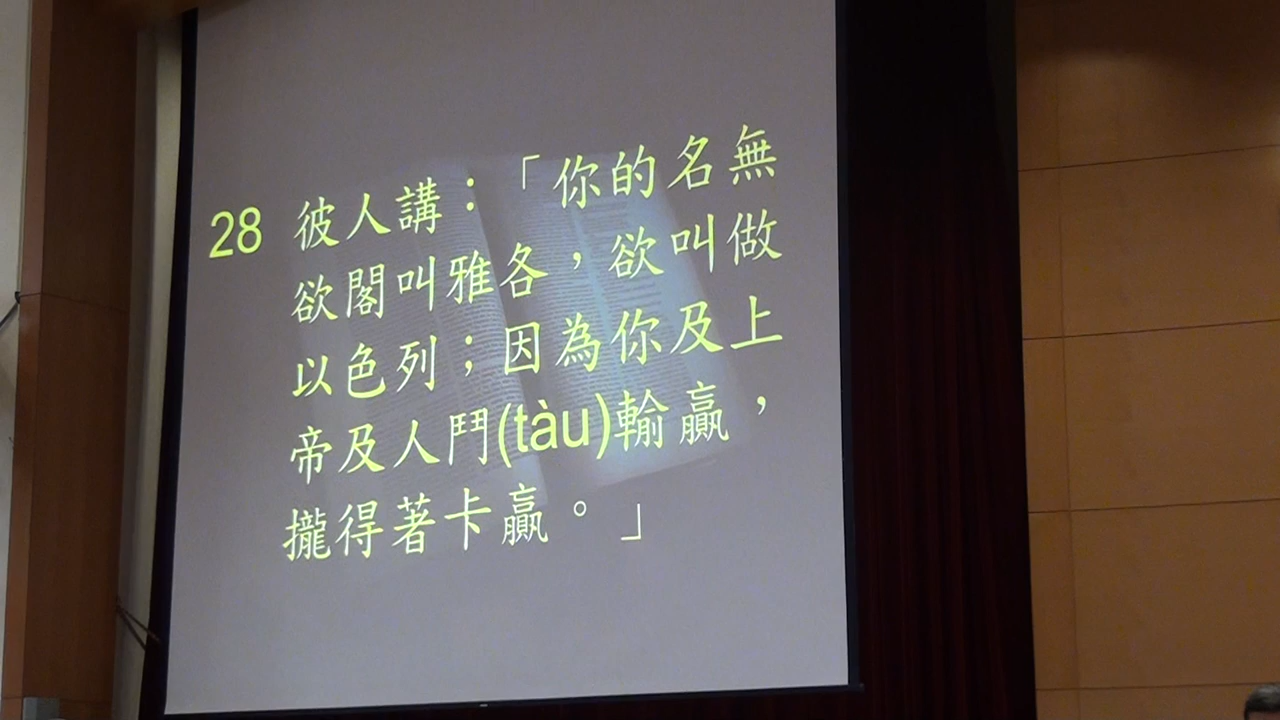 28 彼人講：「你的名無
欲閣叫雅各，欲叫做
以色列；因為你及上
帝及人鬥(tàu)輸贏，
攏得著卡贏。」